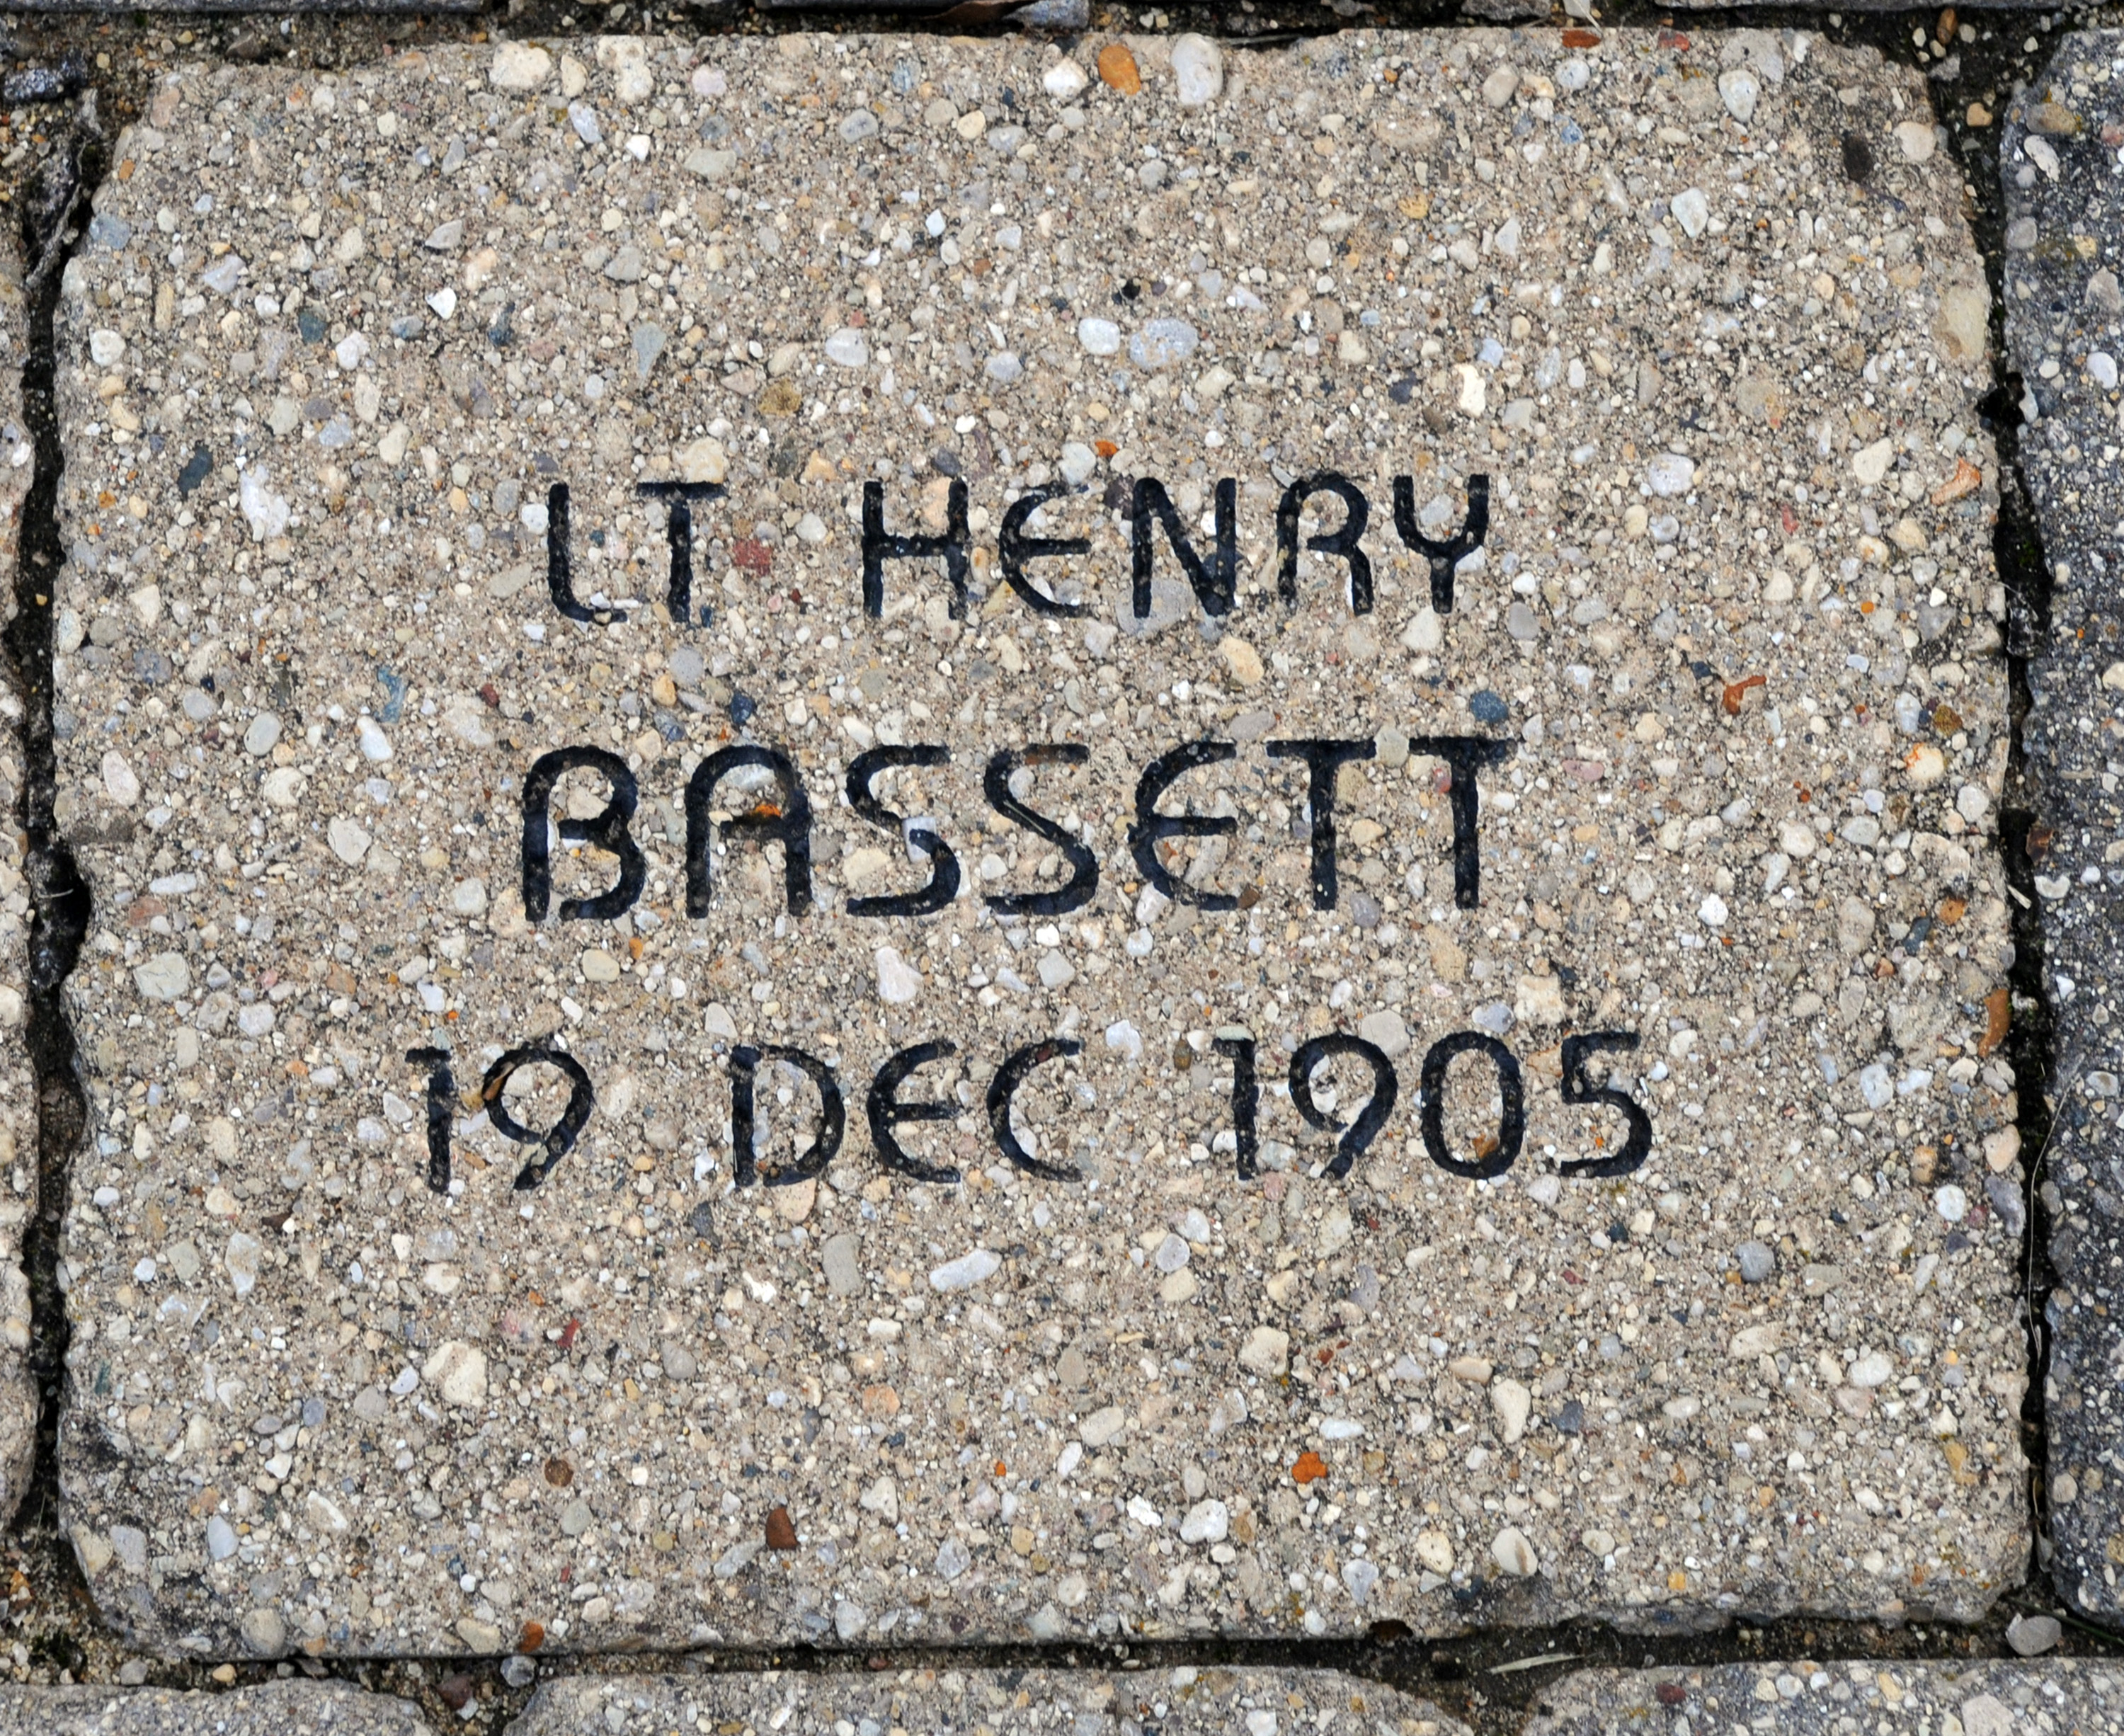 LT HENRY
BASSETT
19 DEC 1905